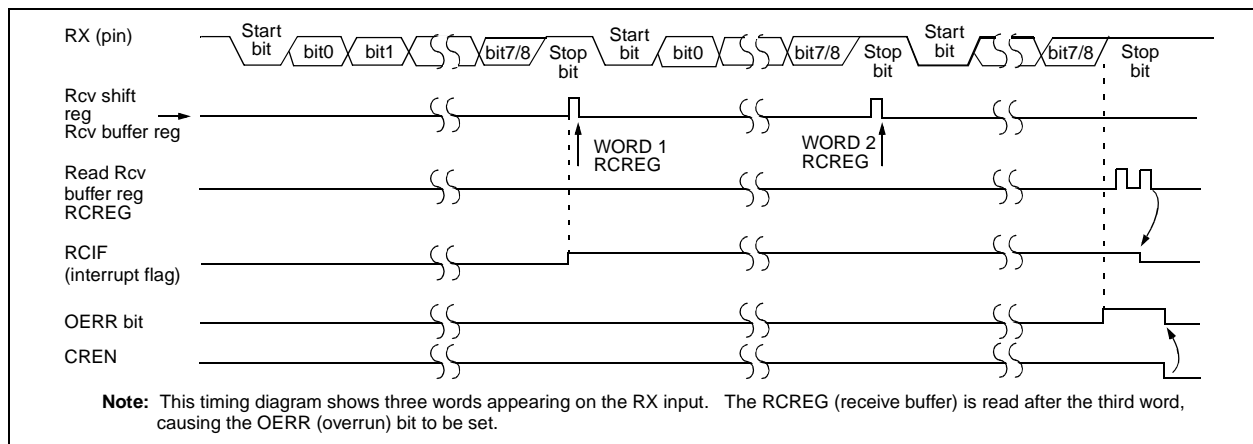 RX (pin)
Start bit
bit0
bit1
bit7/8
Stop bit
Start bit
bit0
bit7/8
Stop bit
Start bit
bit7/8
Stop bit
Rcv shift
reg
Rcv buffer reg
WORD 1
RCREG
WORD 2
RCREG
Read Rcv
buffer reg
RCREG
RCIF
(interrupt flag)
OERR bit
CREN
Note: This timing diagram shows three words appearing on the RX input. The RCREG (receive buffer) is read after the third word,
causing the OERR (overrun) bit to be set.